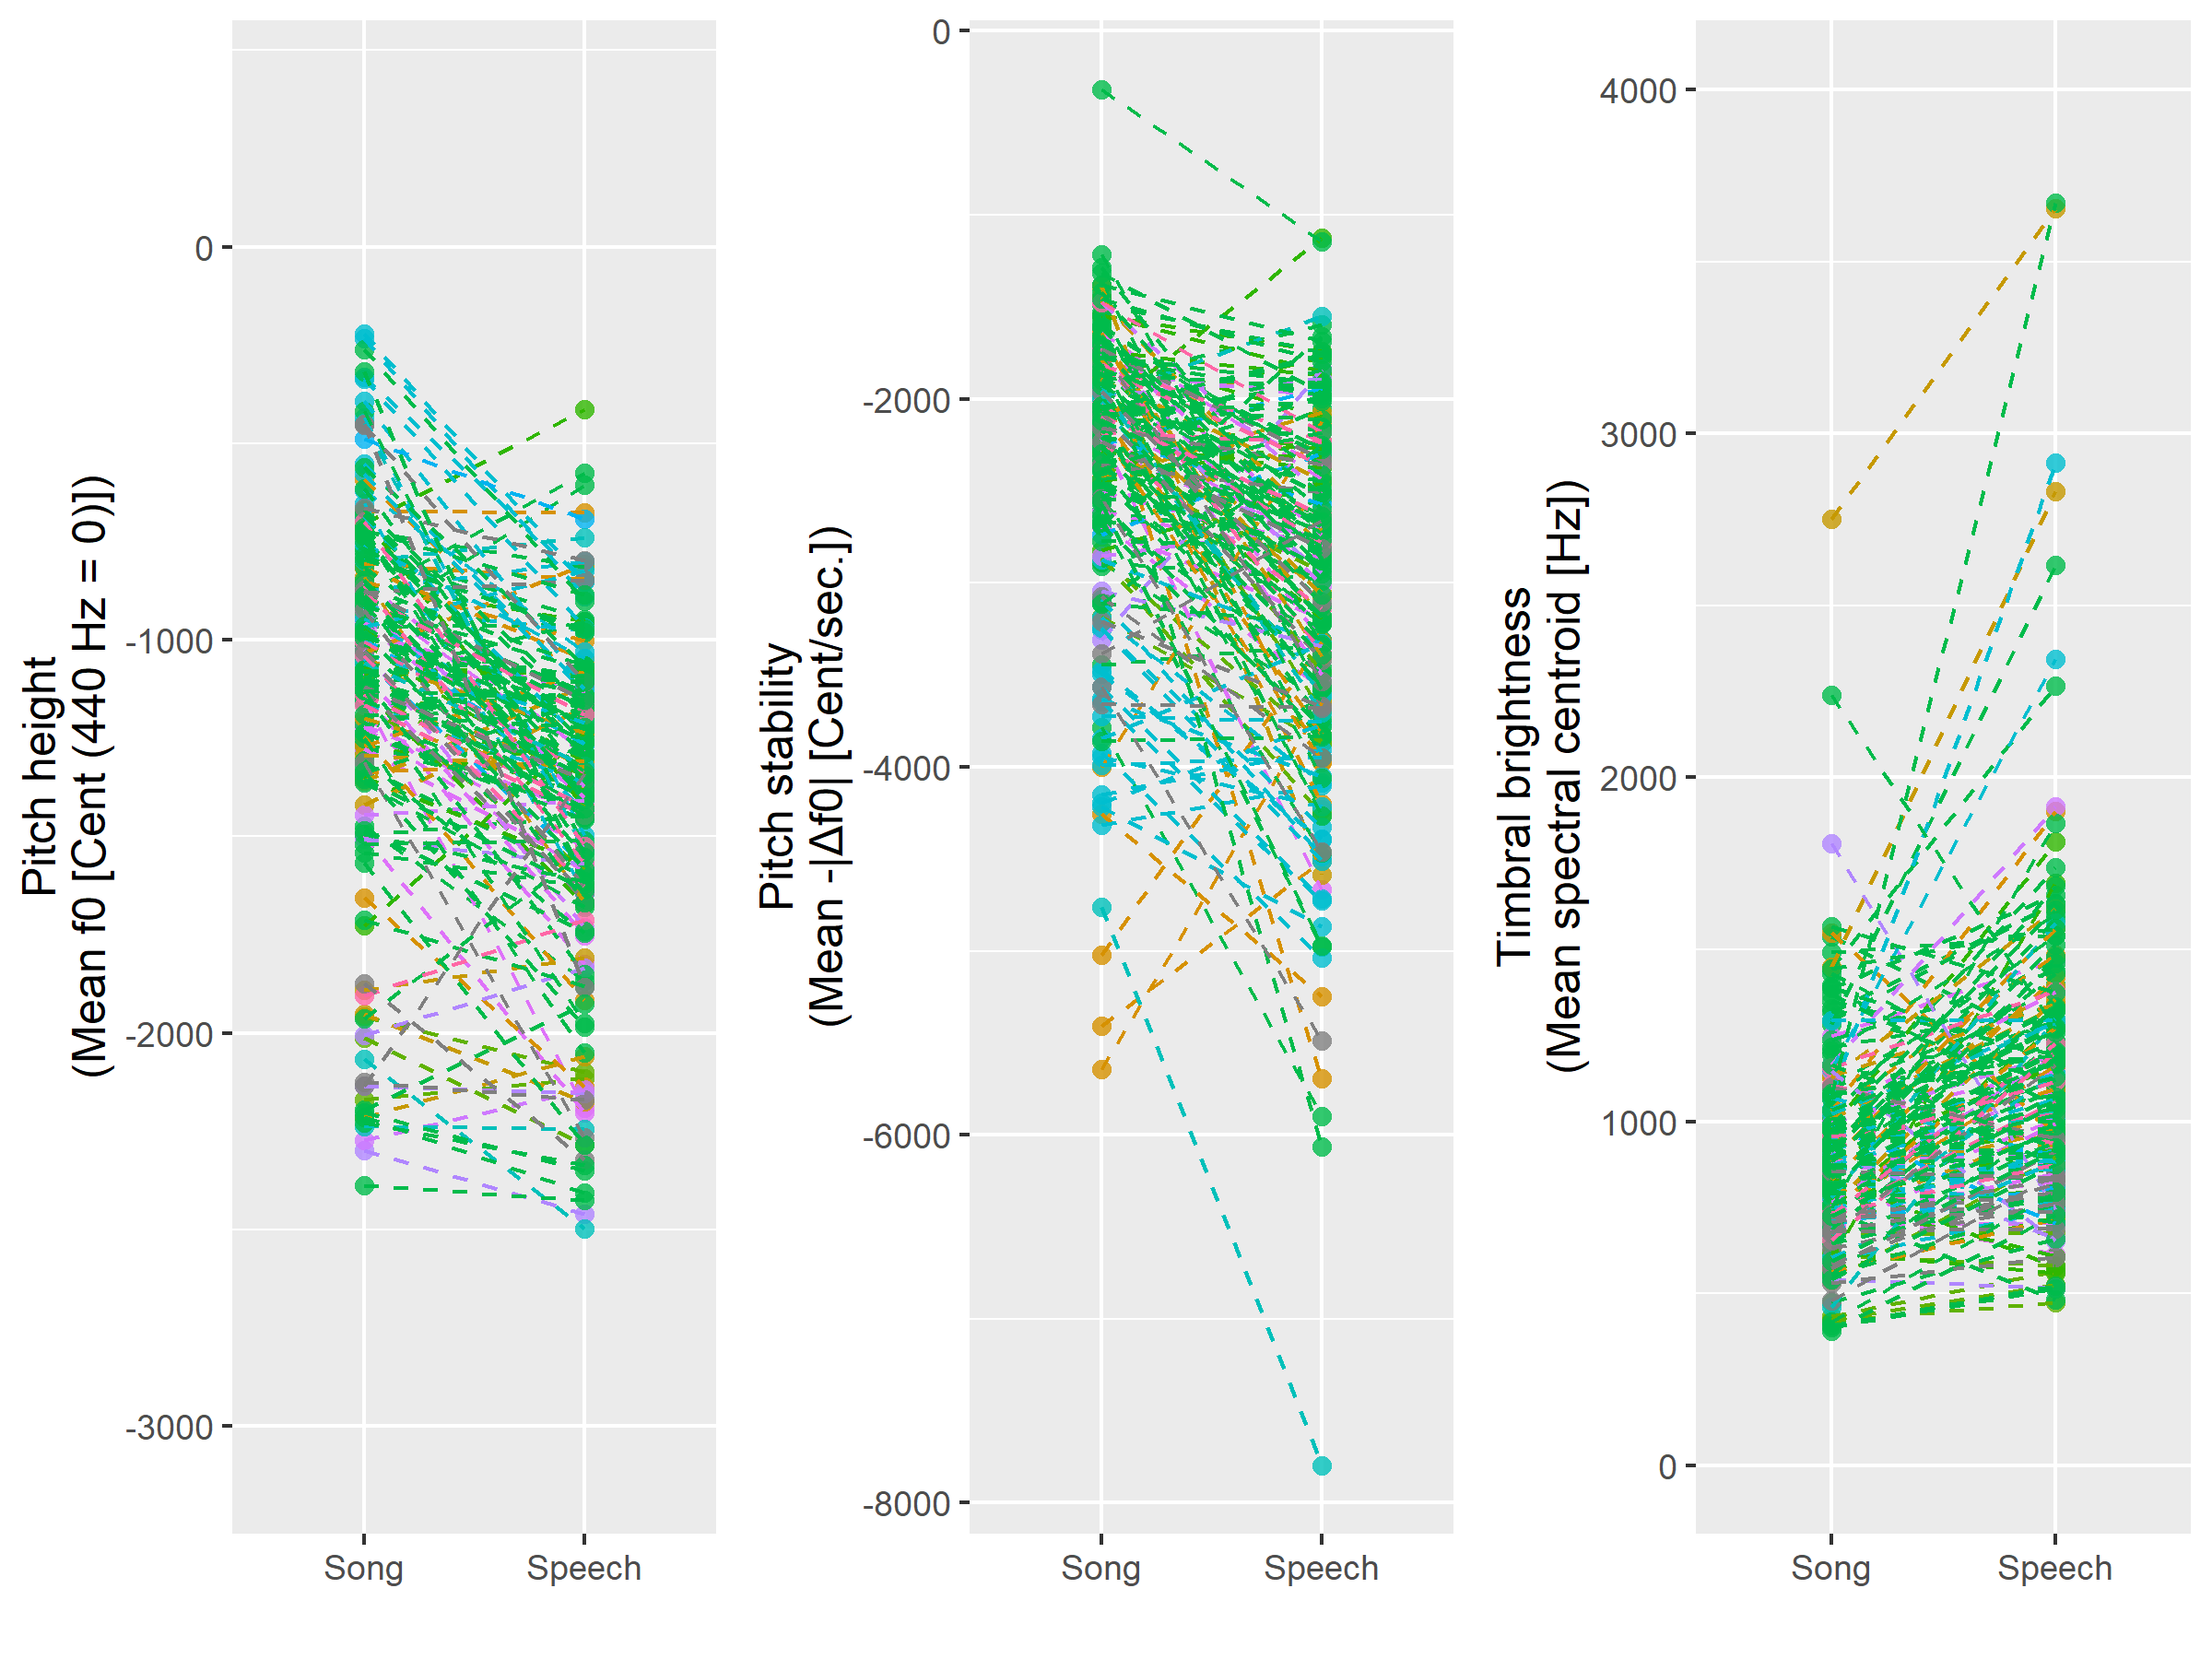 Pitch height
(Mean f0 [Cent (440 Hz = 0)])
0
-1000
-2000
-3000
Song
Speech
Pitch stability
(Mean -|Δf0| [Cent/sec.])
0
-2000
-4000
-6000
-8000
Song
Speech
Timbral brightness
(Mean spectral centroid [Hz])
4000
3000
2000
1000
0
Song
Speech